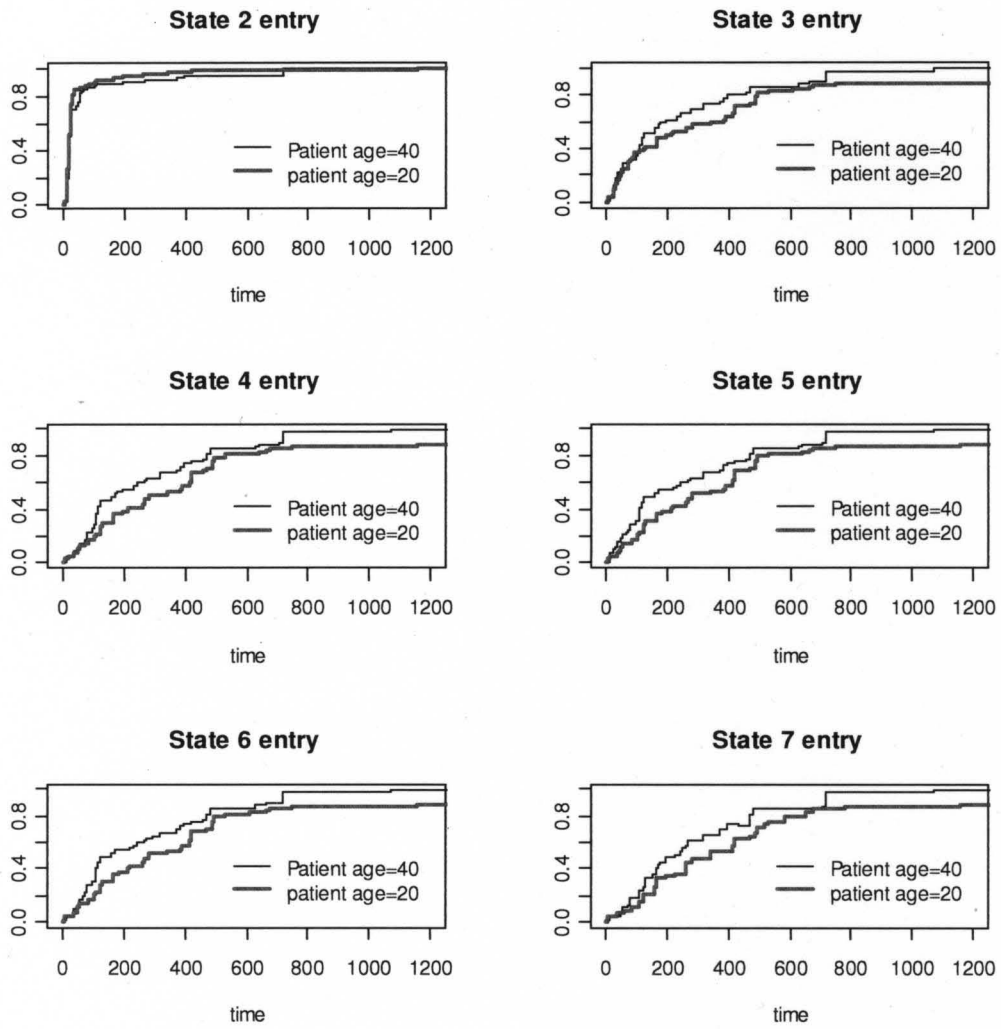 State 2 entry
0.0 0.4 0.8
Patient age=40
patient age=20
0 200 400 600 800 1000 1200
time
State 3 entry
0.0 0.4 0.8
Patient age=40
patient age=20
0 200 400 600 800 1000 1200
time
State 4 entry
0.0 0.4 0.8
Patient age=40
patient age=20
0 200 400 600 800 1000 1200
time
State 5 entry
0.0 0.4 0.8
Patient age=40
patient age=20
0 200 400 600 800 1000 1200
time
State 6 entry
0.0 0.4 0.8
Patient age=40
patient age=20
0 200 400 600 800 1000 1200
time
State 7 entry
0.0 0.4 0.8
Patient age=40
patient age=20
0 200 400 600 800 1000 1200
time